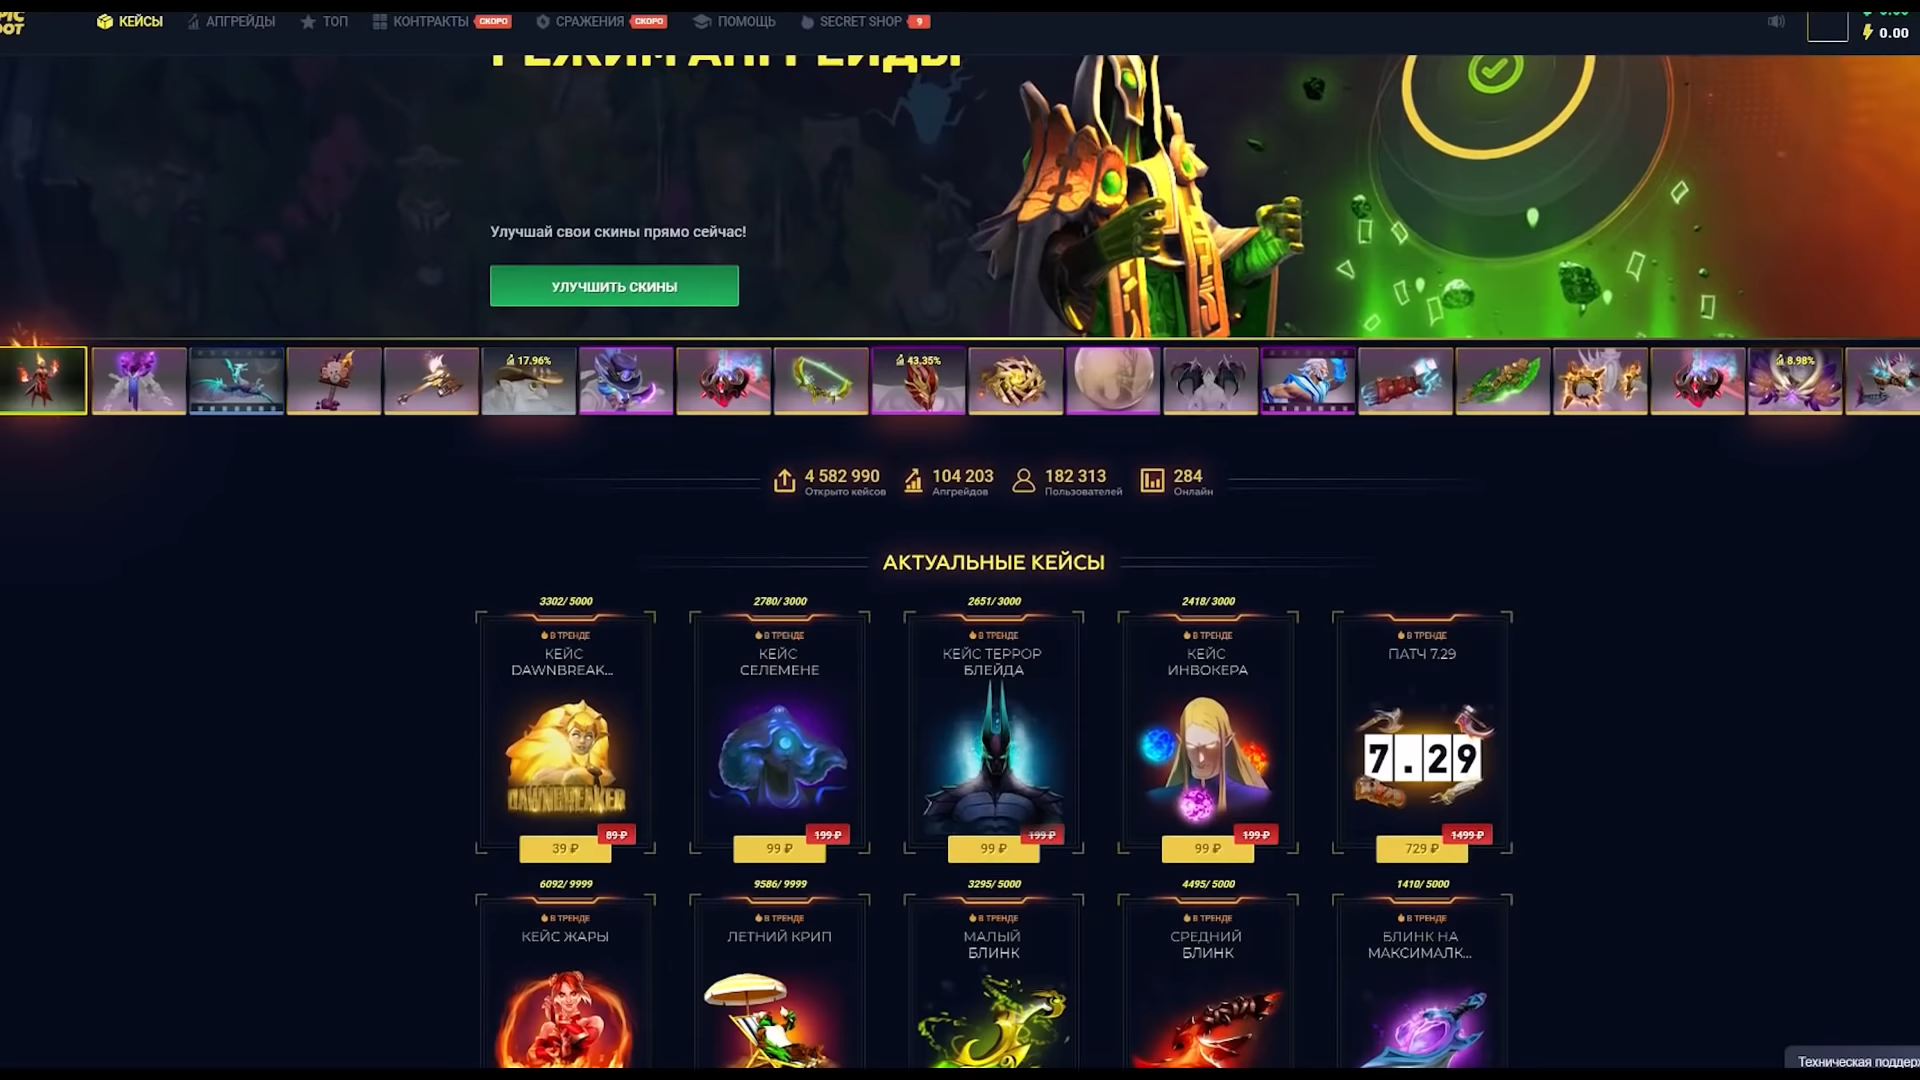 КЕЙСЫ
АПГРЕЙДЫ
ТОП
КОНТРАКТЫ СКОРО
СРАЖЕНИЯ СКОРО
ПОМОЩЬ
SECRET SHOP 9
0.00
РЕЖИМ АПГРЕЙДЫ
Улучшай свои скины прямо сейчас!
УЛУЧШИТЬ СКИНЫ
17.96%
43.35%
8.98%
4 582 990
Открыто кейсов
104 203
Апгрейдов
182 313
Пользователей
284
Онлайн
АКТУАЛЬНЫЕ КЕЙСЫ
3302/ 5000
В ТРЕНДЕ
КЕЙС
DAWNBREAK...
DAWNBREAKER
89 ₽
39 ₽
2780/ 3000
В ТРЕНДЕ
КЕЙС
СЕЛЕМЕНЕ
199 ₽
99 ₽
2651/ 3000
В ТРЕНДЕ
КЕЙС ТЕРРОР
БЛЕЙДА
199 ₽
99 ₽
2418/ 3000
В ТРЕНДЕ
КЕЙС
ИНВОКЕРА
199 ₽
99 ₽
В ТРЕНДЕ
ПАТЧ 7.29
7.29
1499 ₽
729 ₽
6092/ 9999
В ТРЕНДЕ
КЕЙС ЖАРЫ
9586/ 9999
В ТРЕНДЕ
ЛЕТНИЙ КРИП
3295/ 5000
В ТРЕНДЕ
МАЛЫЙ
БЛИНК
4495/ 5000
В ТРЕНДЕ
СРЕДНИЙ
БЛИНК
1410/ 5000
В ТРЕНДЕ
БЛИНК НА
МАКСИМАЛК...
Техническая поддерж